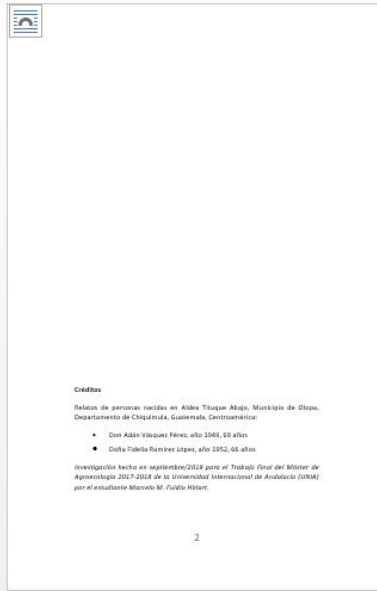 Créditos
Relatos de personas nacidas en Aldea Tituque Abajo, Municipio de Olopa,
Departamento de Chiquimula, Guatemala, Centroamérica:
• Don Adán Vásquez Pérez, año 1949, 69 años
• Doña Fidelia Ramírez López, año 1952, 66 años
Investigación hecha en septiembre/2018 para el Trabajo Final del Máster de
Agroecología 2017-2018 de la Universidad Internacional de Andalucía (UNIA)
por el estudiante Marcelo M. Fuidio Hirlart.
2